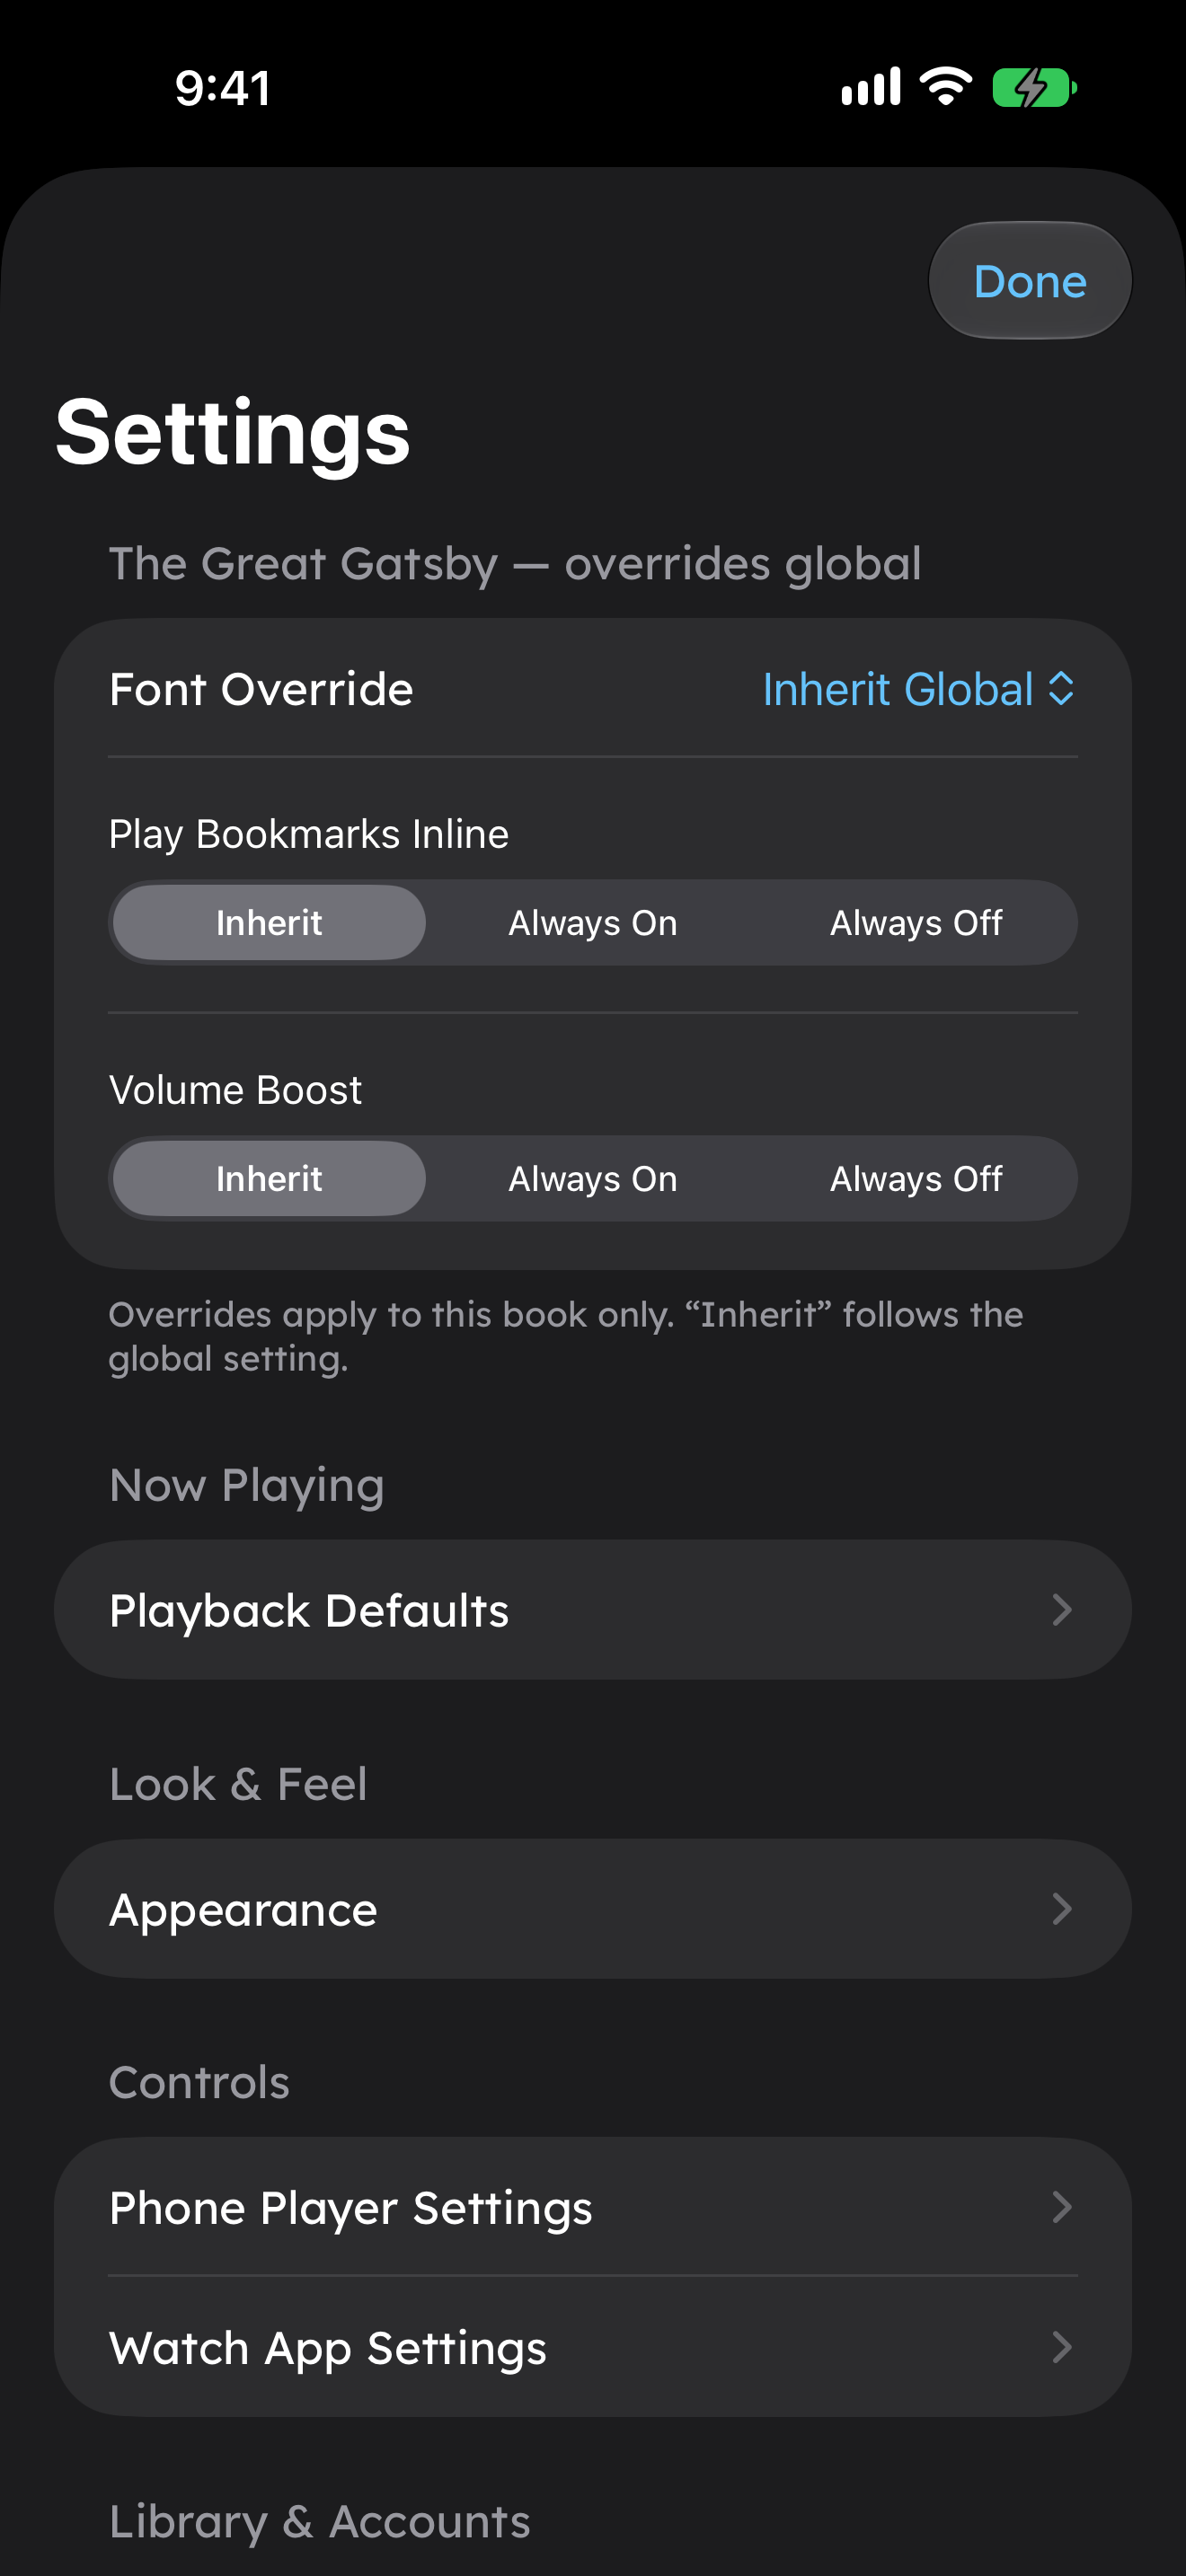 9:41
Done
Settings
The Great Gatsby — overrides global
Font Override
Inherit Global
Play Bookmarks Inline
Inherit Always On Always Off
Volume Boost
Inherit Always On Always Off
Overrides apply to this book only. “Inherit” follows the
global setting.
Now Playing
Playback Defaults
Look & Feel
Appearance
Controls
Phone Player Settings
Watch App Settings
Library & Accounts